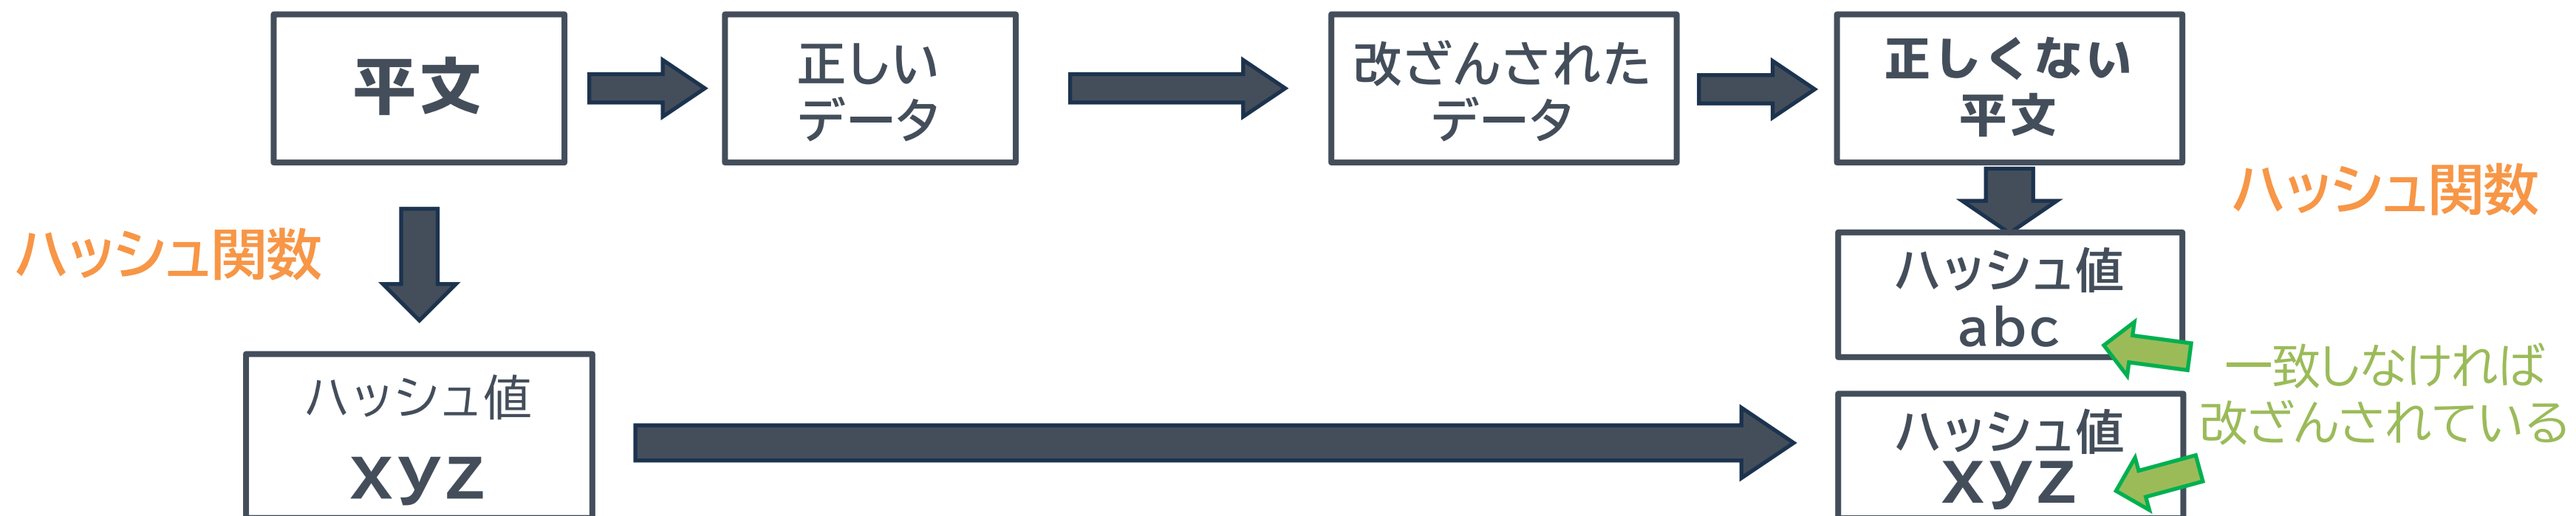 平文
正しい
データ
改ざんされた
データ
正しくない
平文
ハッシュ関数
ハッシュ関数
ハッシュ値
abc
一致しなければ
改ざんされている
ハッシュ値
xyz
ハッシュ値
xyz